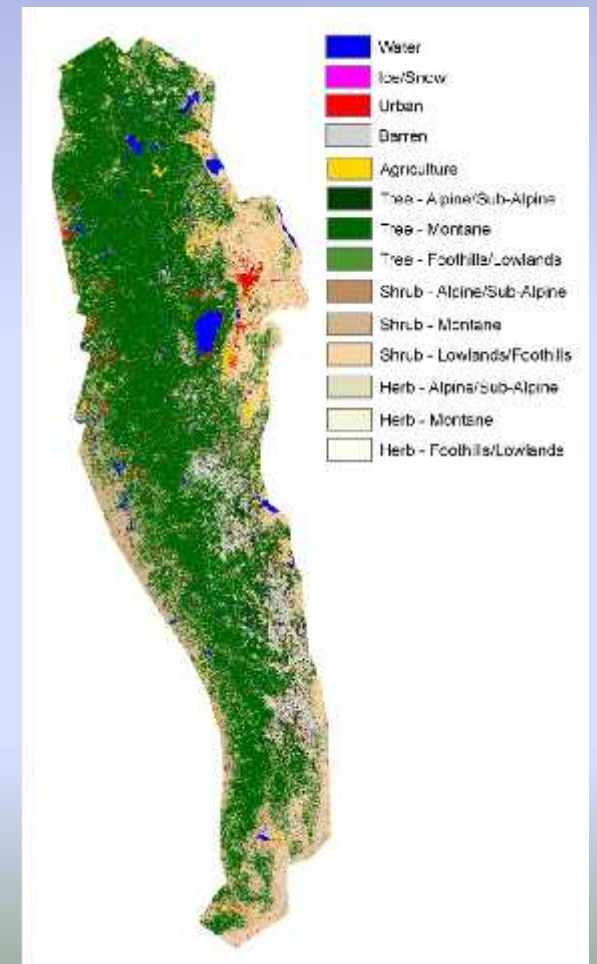 Water
Ice/Snow
Urban
Barren
Agriculture
Tree - Alpine/Sub-Alpine
Tree - Montane
Tree - Foothills/Lowlands
Shrub - Alpine/Sub-Alpine
Shrub - Montane
Shrub - Lowlands/Foothills
Herb - Alpine/Sub-Alpine
Herb - Montane
Herb - Foothills/Lowlands